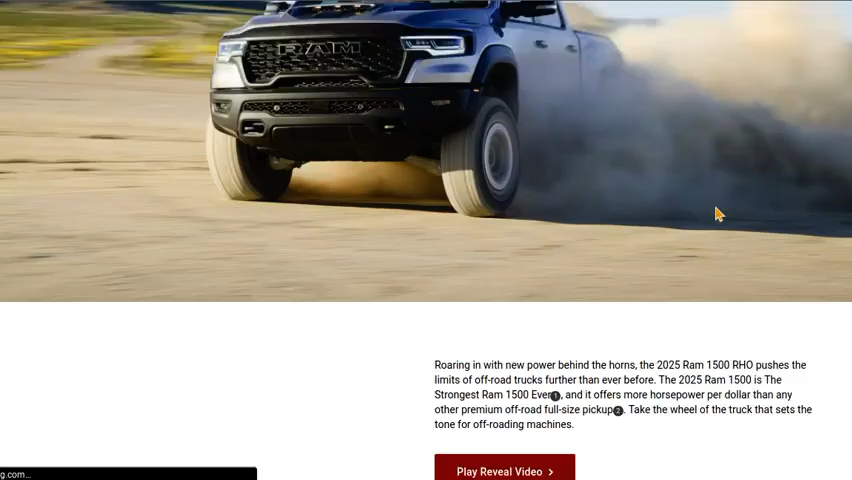 RAM
Roaring in with new power behind the horns, the 2025 Ram 1500 RHO pushes the
limits of off-road trucks further than ever before. The 2025 Ram 1500 is The
Strongest Ram 1500 Ever1, and it offers more horsepower per dollar than any
other premium off-road full-size pickup2. Take the wheel of the truck that sets the
tone for off-roading machines.
Play Reveal Video >
g.com...